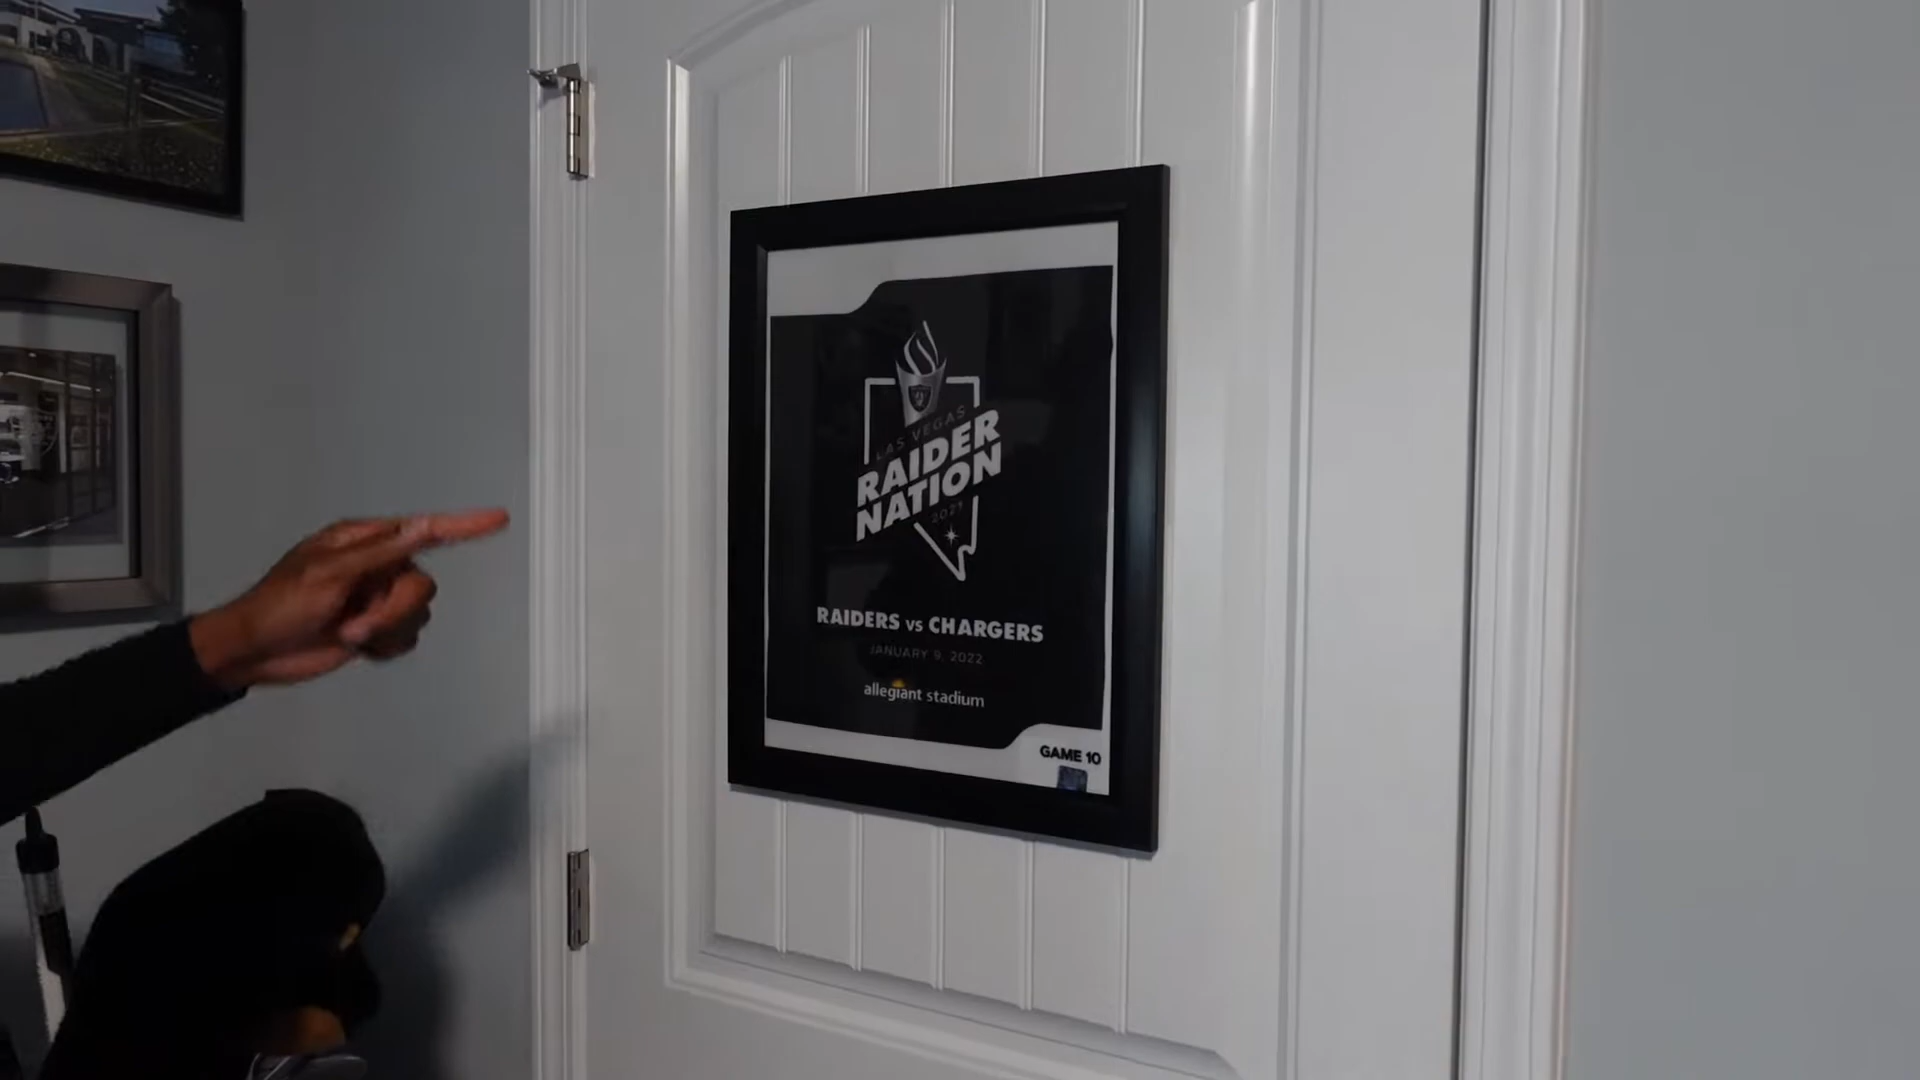 LAS VEGAS
RAIDER
NATION
2021
RAIDERS vs CHARGERS
JANUARY 9, 2022
allegiant stadium
GAME 10